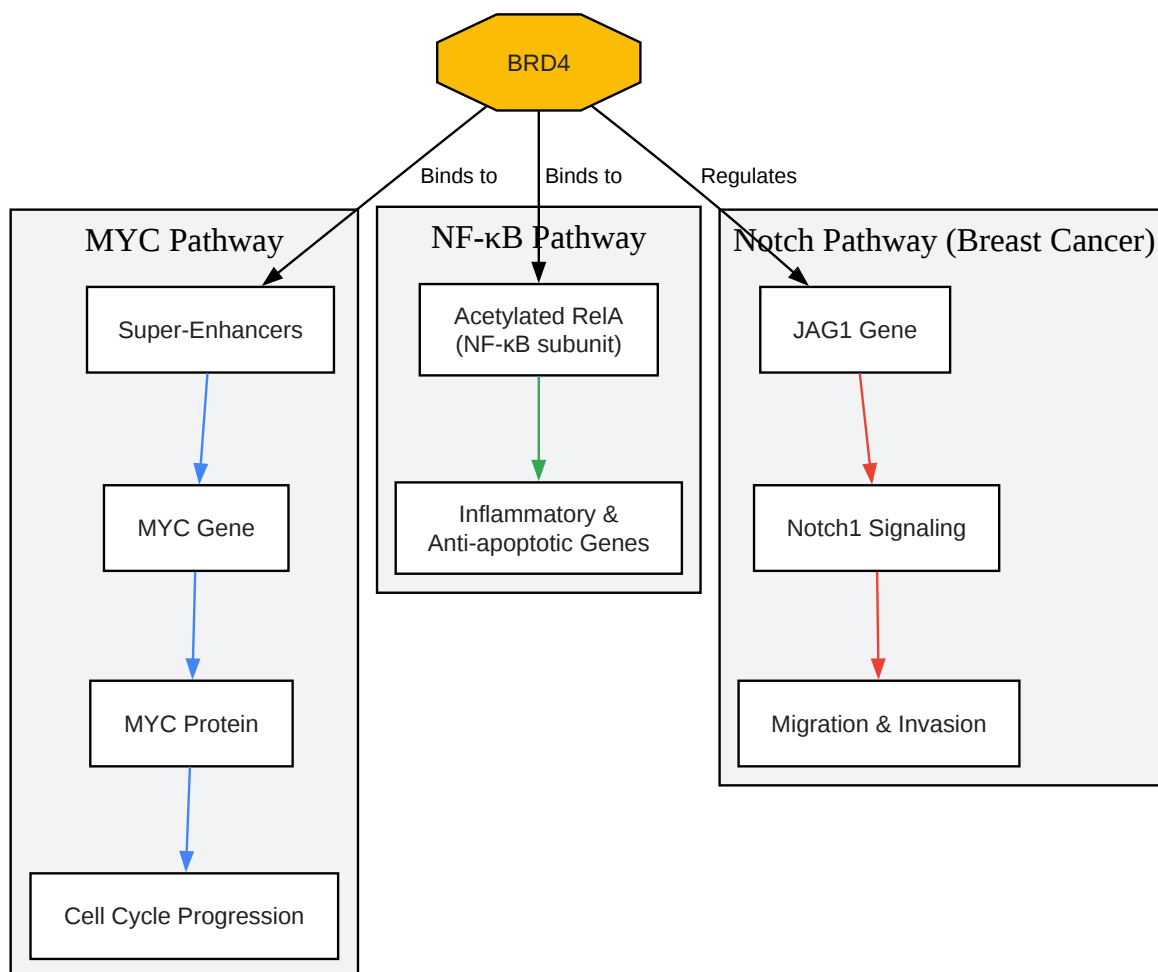 BRD4
Binds to
Binds to
Regulates
MYC Pathway
NF-κB Pathway
Notch Pathway (Breast Cancer)
Super-Enhancers
Acetylated RelA
(NF-κB subunit)
JAG1 Gene
MYC Gene
Inflammatory &
Anti-apoptotic Genes
Notch1 Signaling
MYC Protein
Migration & Invasion
Cell Cycle Progression